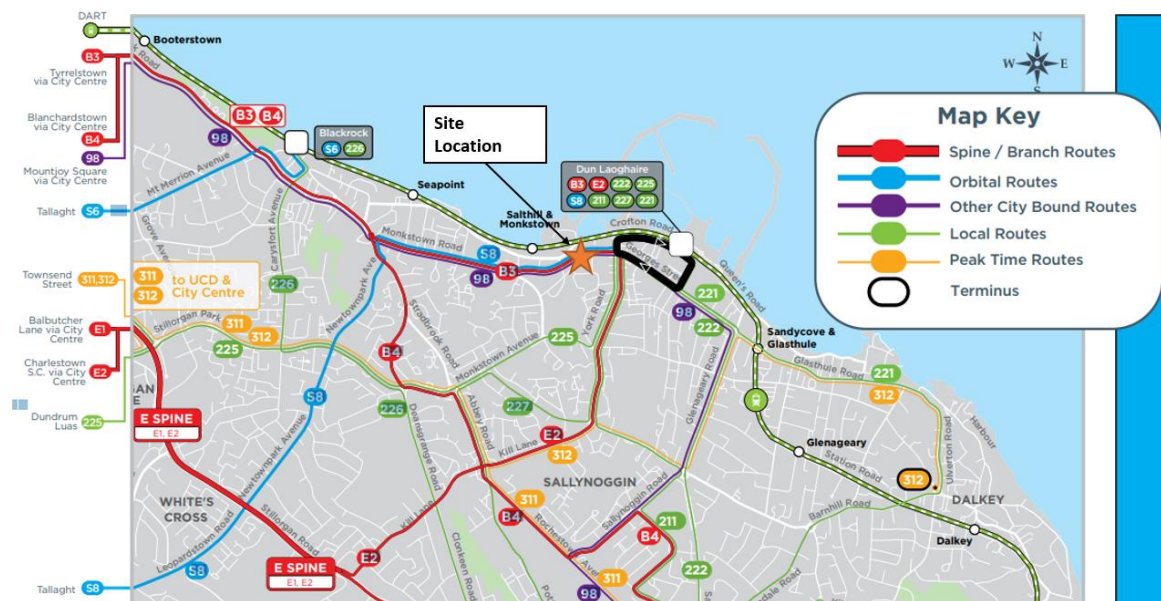 DART
Booterstown
B3
Tyrrelstown
via City Centre
Blanchardstown
via City Centre
B4
98
Mountjoy Square
via City Centre
Tallaght S6
Townsend
Street
311,312
Balbutcher
Lane via City
Centre
E1
Charlestown
S.C. via City
Centre
E2
Dundrum
Luas
225
Tallaght S8
B3 B4
98
Blackrock
S6 226
Mt Merrion Avenue
Grove Avenue
Carysfort Avenue
226
311
312
to UCD &
City Centre
Stillorgan Park
311
312
225
Newtownpark Ave
Seapoint
Site
Location
Salthill &
Monkstown
Dun Laoghaire
B3 E2 222 225
S8 211 227 221
Crofton Road
Monkstown Road
S8
98
B3
Georges Stre
Queen's Road
221
98
222
Sandycove &
Glasthule
Glasthule Road
221
312
York Road
225
Monkstown Avenue
Stradbrook Road
B4
226
Deansgrange Road
Abbey Road
227
E2
Kill Lane
312
Glenageary Road
Glenageary
Station Road
Ulverton Road
Harbour
312
DALKEY
Dalkey
Barnhill Road
SALLYNOGGIN
Sallynoggin Road
211
B4
222
311
B4
Rochestow
311
98
Clonkeen Road
E SPINE
E1, E2
S8
Newtownpark Avenue
WHITE'S
CROSS
Stillorgan Road
Kill Lane
E2
Leopardstown Road
S8
E SPINE
E1, E2
N
W E
S
Map Key
Spine / Branch Routes
Orbital Routes
Other City Bound Routes
Local Routes
Peak Time Routes
Terminus